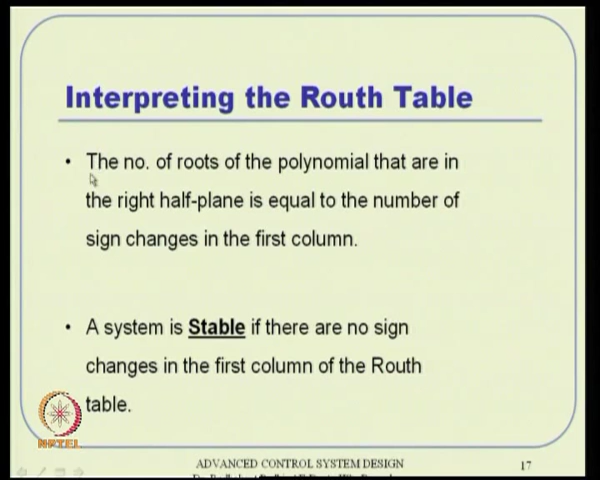 Interpreting the Routh Table
• The no. of roots of the polynomial that are in
the right half-plane is equal to the number of
sign changes in the first column.
• A system is Stable if there are no sign
changes in the first column of the Routh
table.
NPTEL
ADVANCED CONTROL SYSTEM DESIGN
17